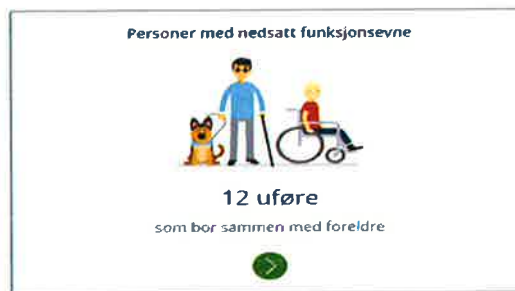 Personer med nedsatt funksjonsevne
12 uføre
som bor sammen med foreldre